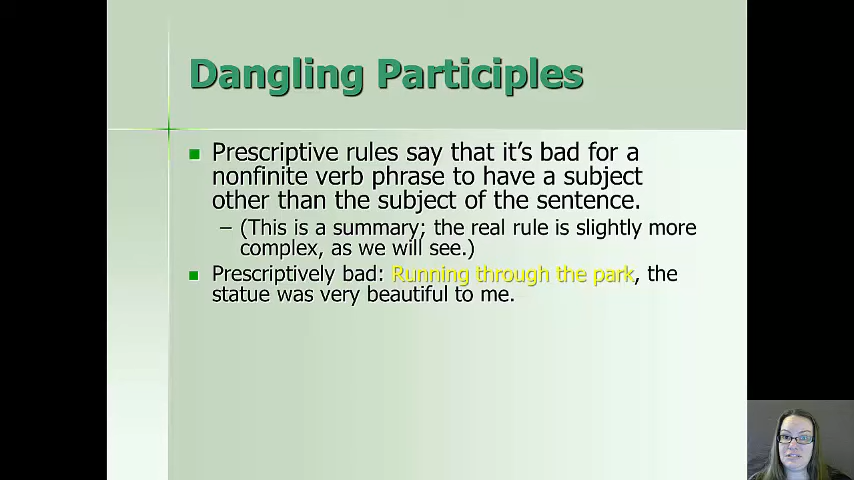 Dangling Participles
Prescriptive rules say that it's bad for a
nonfinite verb phrase to have a subject
other than the subject of the sentence.
– (This is a summary; the real rule is slightly more
complex, as we will see.)
Prescriptively bad: Running through the park, the
statue was very beautiful to me.